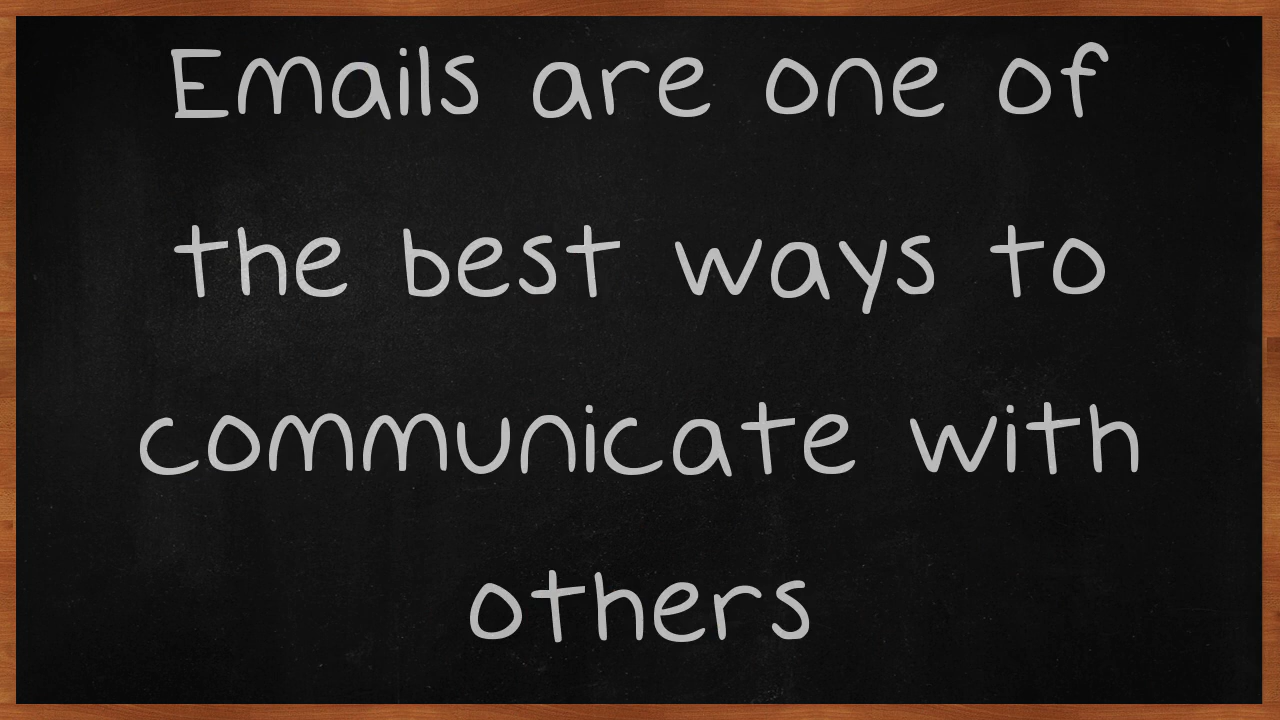 Emails are one of
the best ways to
communicate with
others